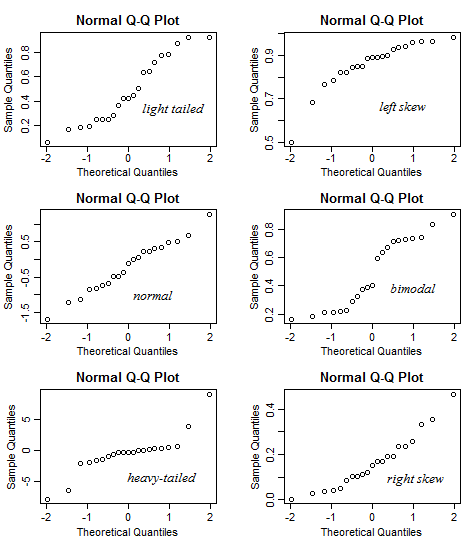 Normal Q-Q Plot
Sample Quantiles
0.2 0.4 0.6 0.8
light tailed
-2 -1 0 1 2
Theoretical Quantiles
Normal Q-Q Plot
Sample Quantiles
0.5 0.7 0.9
left skew
-2 -1 0 1 2
Theoretical Quantiles
Normal Q-Q Plot
Sample Quantiles
-1.5 -0.5 0.5
normal
-2 -1 0 1 2
Theoretical Quantiles
Normal Q-Q Plot
Sample Quantiles
0.2 0.4 0.6 0.8
bimodal
-2 -1 0 1 2
Theoretical Quantiles
Normal Q-Q Plot
Sample Quantiles
-5 0 5
heavy-tailed
-2 -1 0 1 2
Theoretical Quantiles
Normal Q-Q Plot
Sample Quantiles
0.0 0.2 0.4
right skew
-2 -1 0 1 2
Theoretical Quantiles